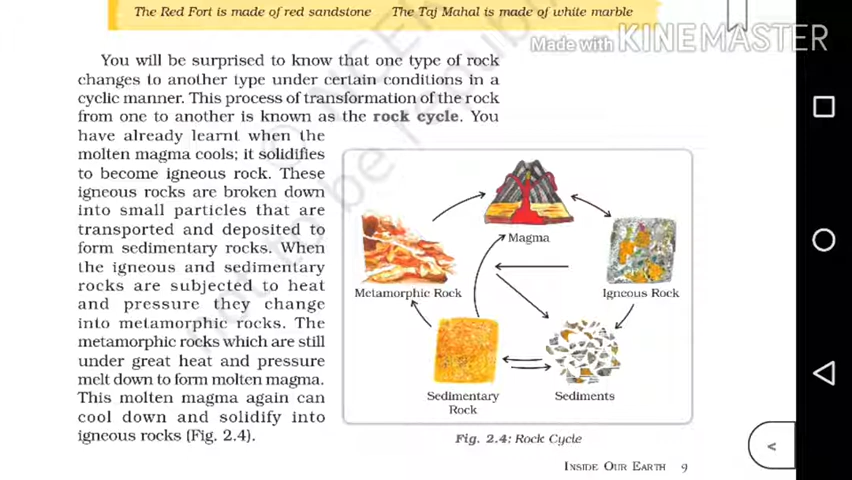 The Red Fort is made of red sandstone The Taj Mahal is made of white marble
Made with KINEMASTER
You will be surprised to know that one type of rock
changes to another type under certain conditions in a
cyclic manner. This process of transformation of the rock
from one to another is known as the rock cycle. You
have already learnt when the
molten magma cools; it solidifies
to become igneous rock. These
igneous rocks are broken down
into small particles that are
transported and deposited to
form sedimentary rocks. When
the igneous and sedimentary
rocks are subjected to heat
and pressure they change
into metamorphic rocks. The
metamorphic rocks which are still
under great heat and pressure
melt down to form molten magma.
This molten magma again can
cool down and solidify into
igneous rocks (Fig. 2.4).
Magma
Metamorphic Rock
Igneous Rock
Sedimentary
Rock
Sediments
Fig. 2.4: Rock Cycle
INSIDE OUR EARTH 9